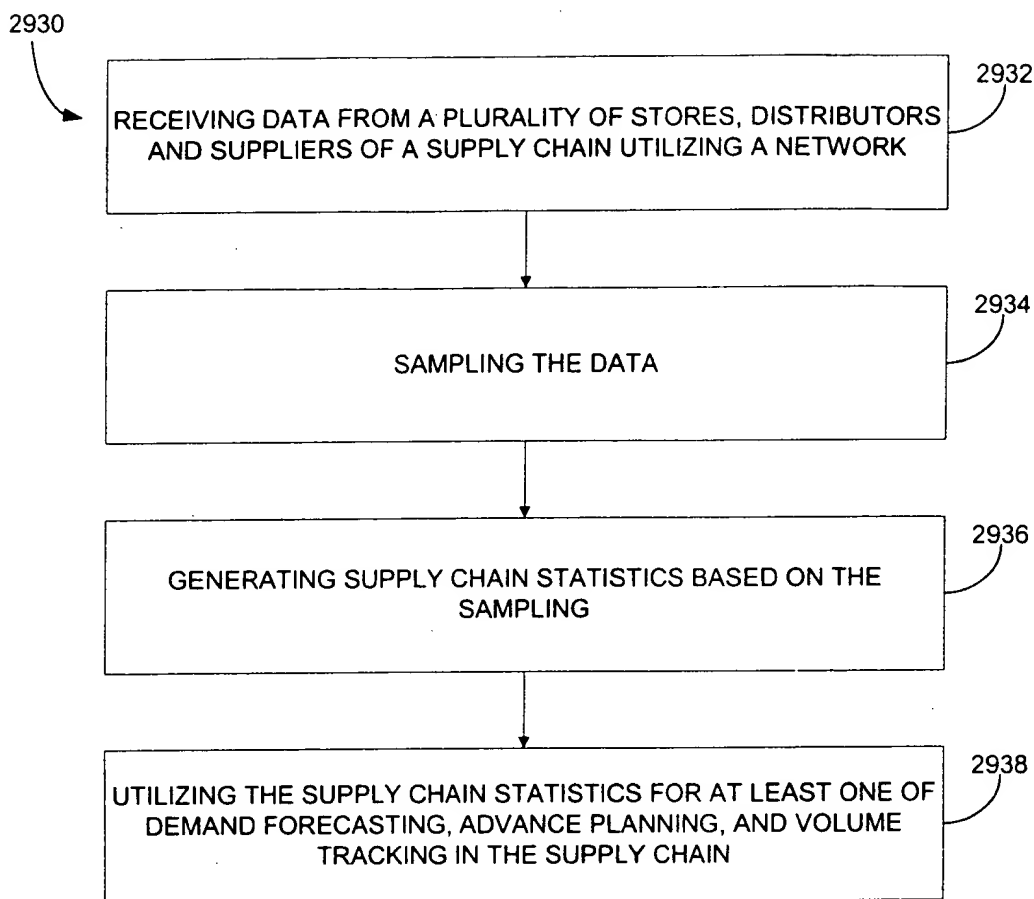 2930
2932
RECEIVING DATA FROM A PLURALITY OF STORES, DISTRIBUTORS
AND SUPPLIERS OF A SUPPLY CHAIN UTILIZING A NETWORK
2934
SAMPLING THE DATA
2936
GENERATING SUPPLY CHAIN STATISTICS BASED ON THE
SAMPLING
2938
UTILIZING THE SUPPLY CHAIN STATISTICS FOR AT LEAST ONE OF
DEMAND FORECASTING, ADVANCE PLANNING, AND VOLUME
TRACKING IN THE SUPPLY CHAIN